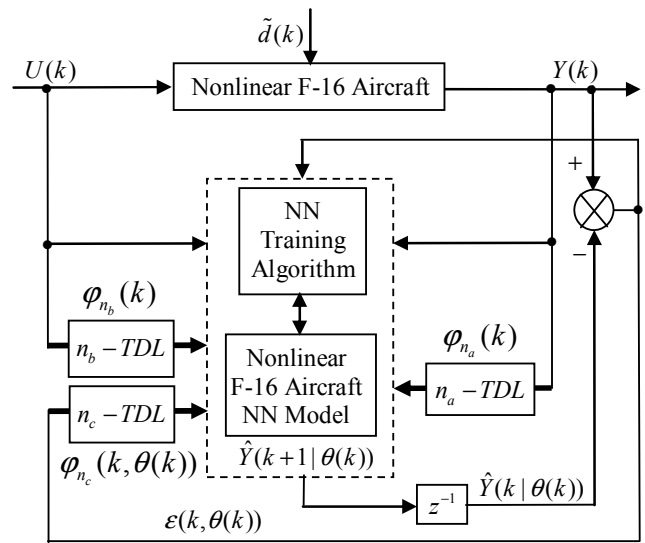 d̃(k)
U(k)
Nonlinear F-16 Aircraft
Y(k)
+
−
NN
Training
Algorithm
φ_{n_b}(k)
n_b − TDL
Nonlinear
F-16 Aircraft
NN Model
φ_{n_a}(k)
n_a − TDL
n_c − TDL
φ_{n_c}(k, θ(k))
Ŷ(k+1 | θ(k))
z^{-1}
Ŷ(k | θ(k))
ε(k, θ(k))